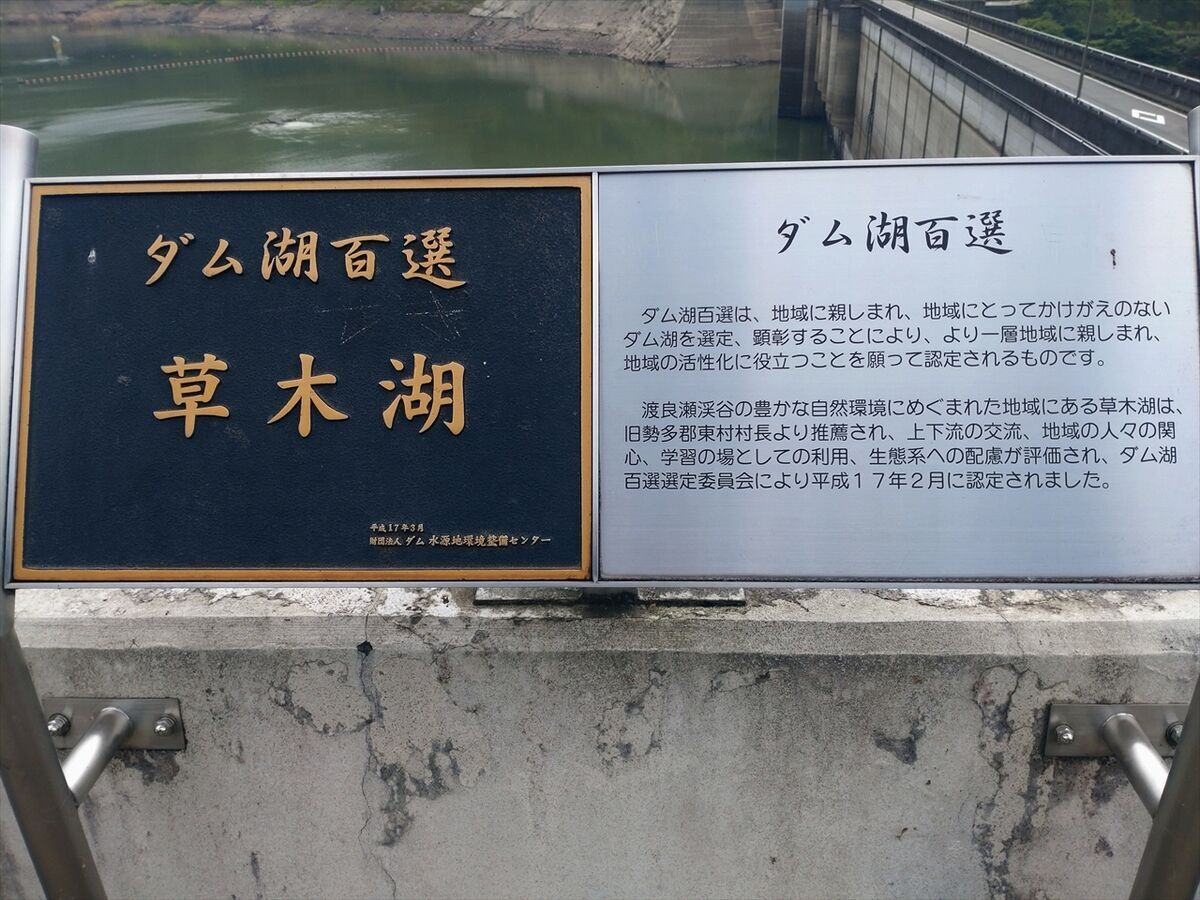 ダム湖百選
草木湖
平成17年3月
財団法人 ダム水源地環境整備センター
ダム湖百選
ダム湖百選は、地域に親しまれ、地域にとってかけがえのない
ダム湖を選定、顕彰することにより、より一層地域に親しまれ、
地域の活性化に役立つことを願って認定されるものです。
渡良瀬渓谷の豊かな自然環境にめぐまれた地域にある草木湖は、
旧勢多郡東村村長より推薦され、上下流の交流、地域の人々の関
心、学習の場としての利用、生態系への配慮が評価され、ダム湖
百選選定委員会により平成17年2月に認定されました。